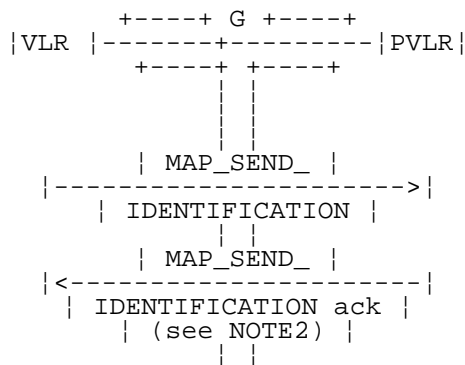 +----+ G +----+
¦VLR ¦-------+---------¦PVLR¦
+----+ +----+
¦ ¦
¦ ¦
¦ ¦
¦ MAP_SEND_ ¦
¦---------------------->¦
¦ IDENTIFICATION ¦
¦ ¦
¦ MAP_SEND_ ¦
¦<----------------------¦
¦ IDENTIFICATION ack ¦
¦ (see NOTE2) ¦
¦ ¦